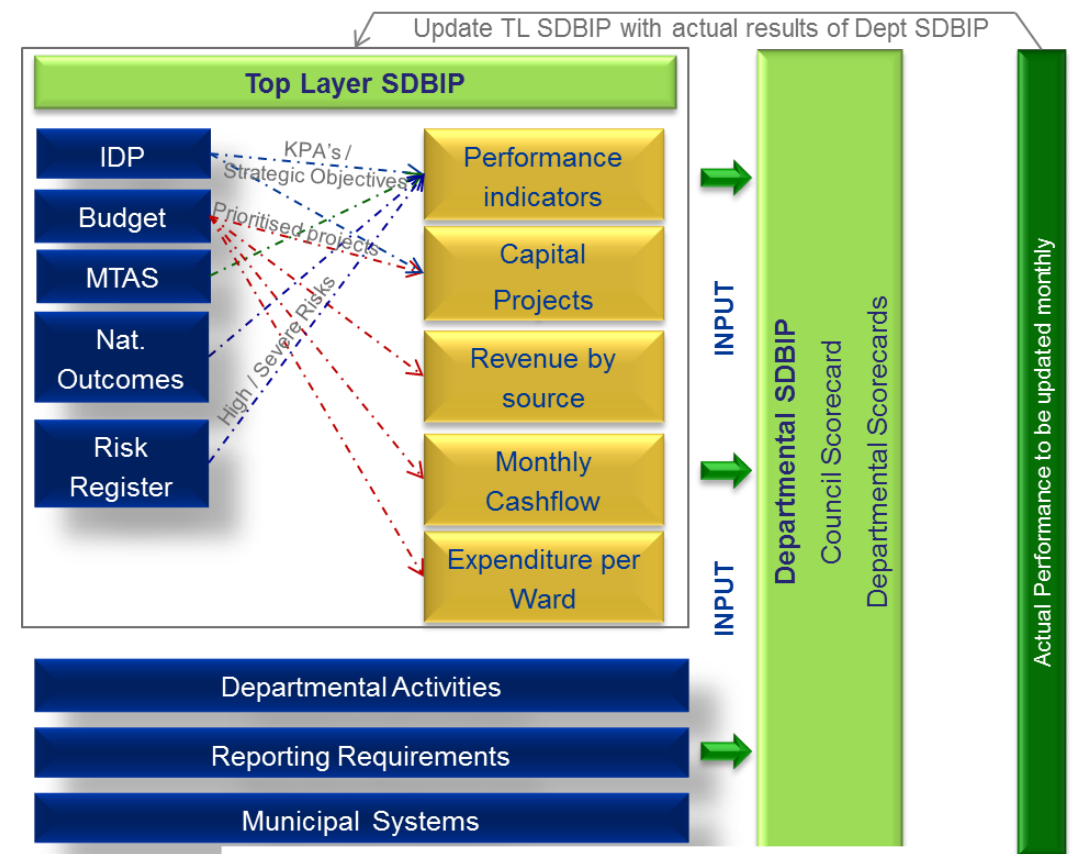 Update TL SDBIP with actual results of Dept SDBIP
Top Layer SDBIP
IDP
Budget
MTAS
Nat.
Outcomes
Risk
Register
KPA's /
Strategic Objectives
Prioritised projects
High / Severe Risks
Performance
indicators
Capital
Projects
Revenue by
source
Monthly
Cashflow
Expenditure per
Ward
INPUT
INPUT
Departmental SDBIP
Council Scorecard
Departmental Scorecards
Actual Performance to be updated monthly
Departmental Activities
Reporting Requirements
Municipal Systems